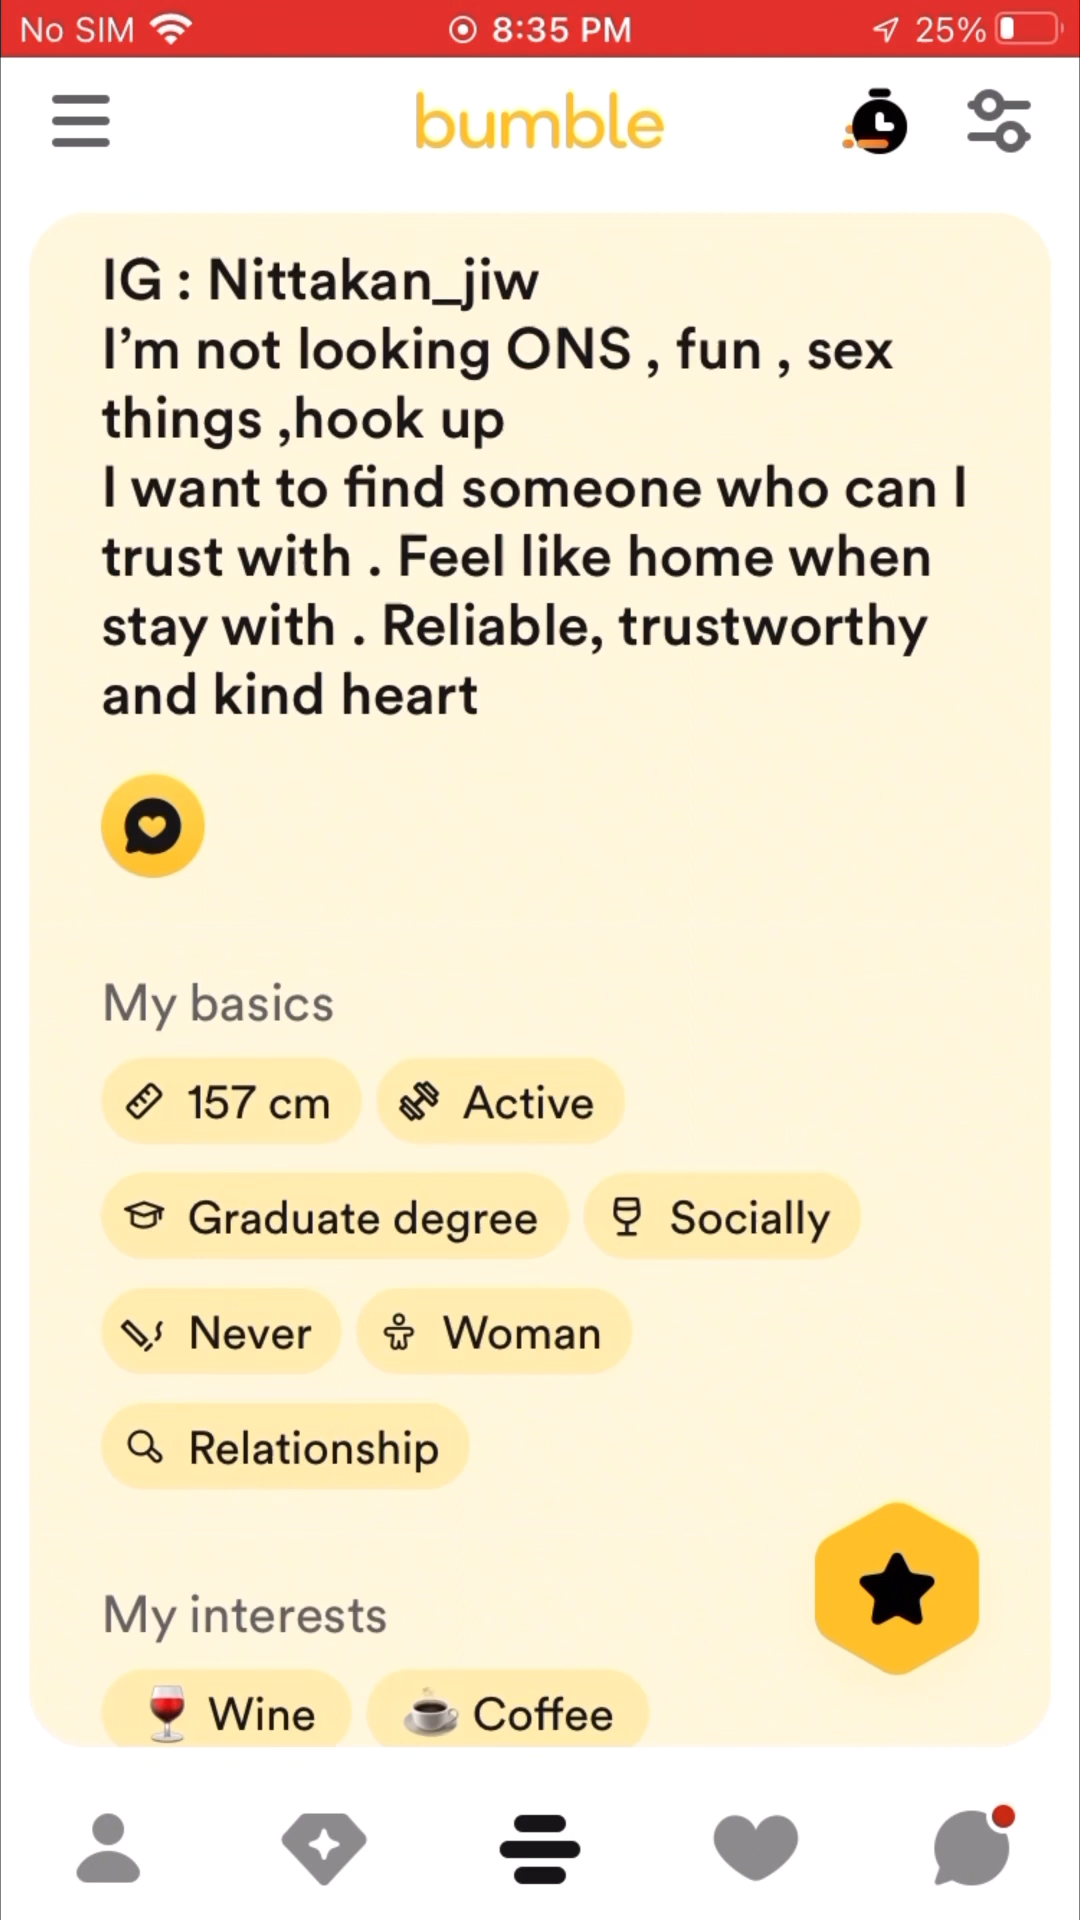 No SIM 8:35 PM 25%
bumble
IG : Nittakan_jiw
I’m not looking ONS , fun , sex
things ,hook up
I want to find someone who can I
trust with . Feel like home when
stay with . Reliable, trustworthy
and kind heart
My basics
157 cm Active
Graduate degree Socially
Never Woman
Relationship
My interests
Wine Coffee